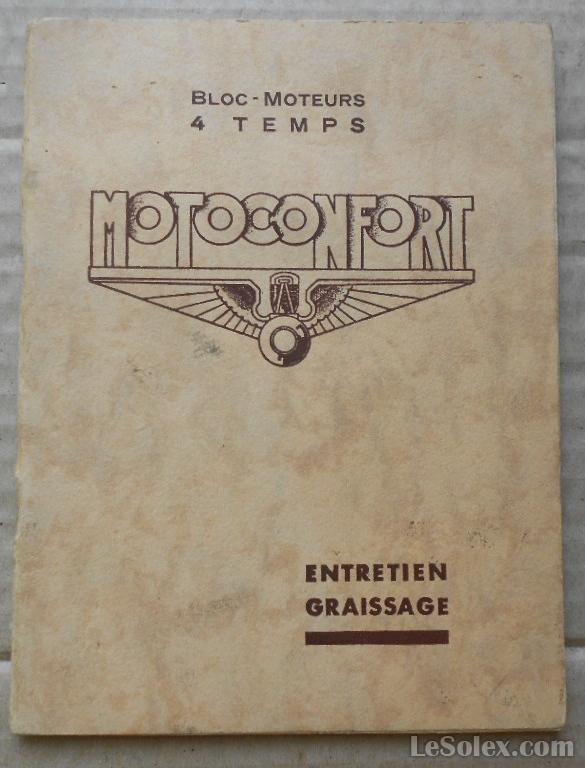 BLOC - MOTEURS
4 TEMPS
MOTOCONFORT
ENTRETIEN
GRAISSAGE
LeSolex.com